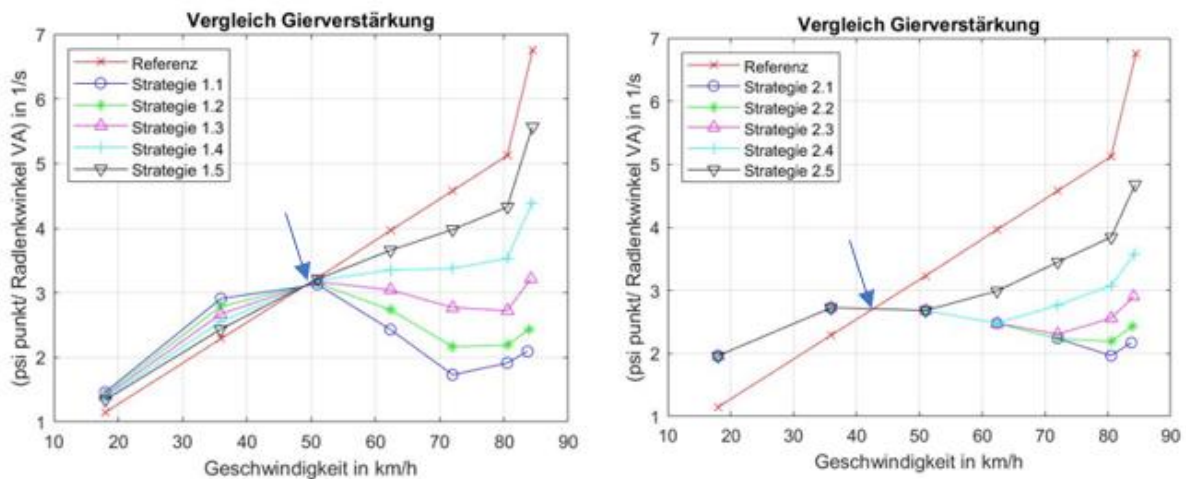 Vergleich Gierverstärkung
(psi punkt/ Radlenkwinkel VA) in 1/s
7
6
5
4
3
2
1
Referenz
Strategie 1.1
Strategie 1.2
Strategie 1.3
Strategie 1.4
Strategie 1.5
10 20 30 40 50 60 70 80 90
Geschwindigkeit in km/h
Vergleich Gierverstärkung
(psi punkt/ Radlenkwinkel VA) in 1/s
7
6
5
4
3
2
1
Referenz
Strategie 2.1
Strategie 2.2
Strategie 2.3
Strategie 2.4
Strategie 2.5
10 20 30 40 50 60 70 80 90
Geschwindigkeit in km/h